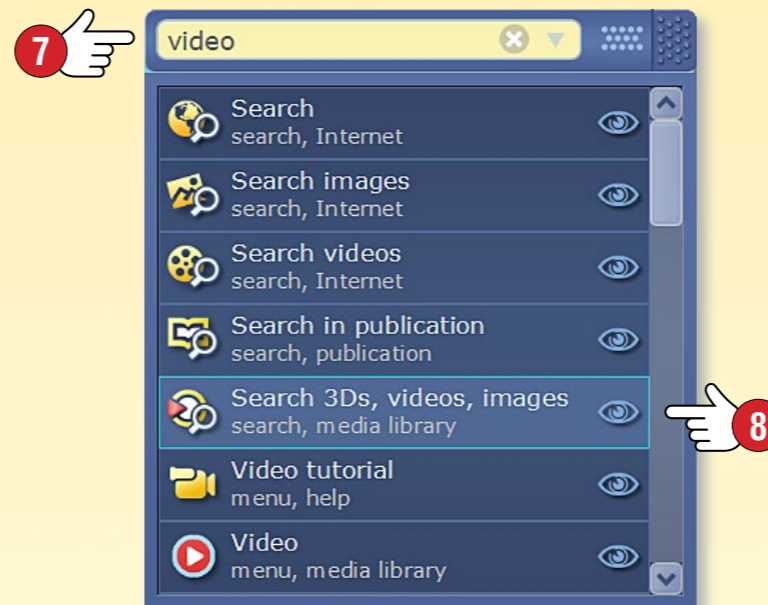 7
video
Search
search, Internet
Search images
search, Internet
Search videos
search, Internet
Search in publication
search, publication
Search 3Ds, videos, images
search, media library
8
Video tutorial
menu, help
Video
menu, media library